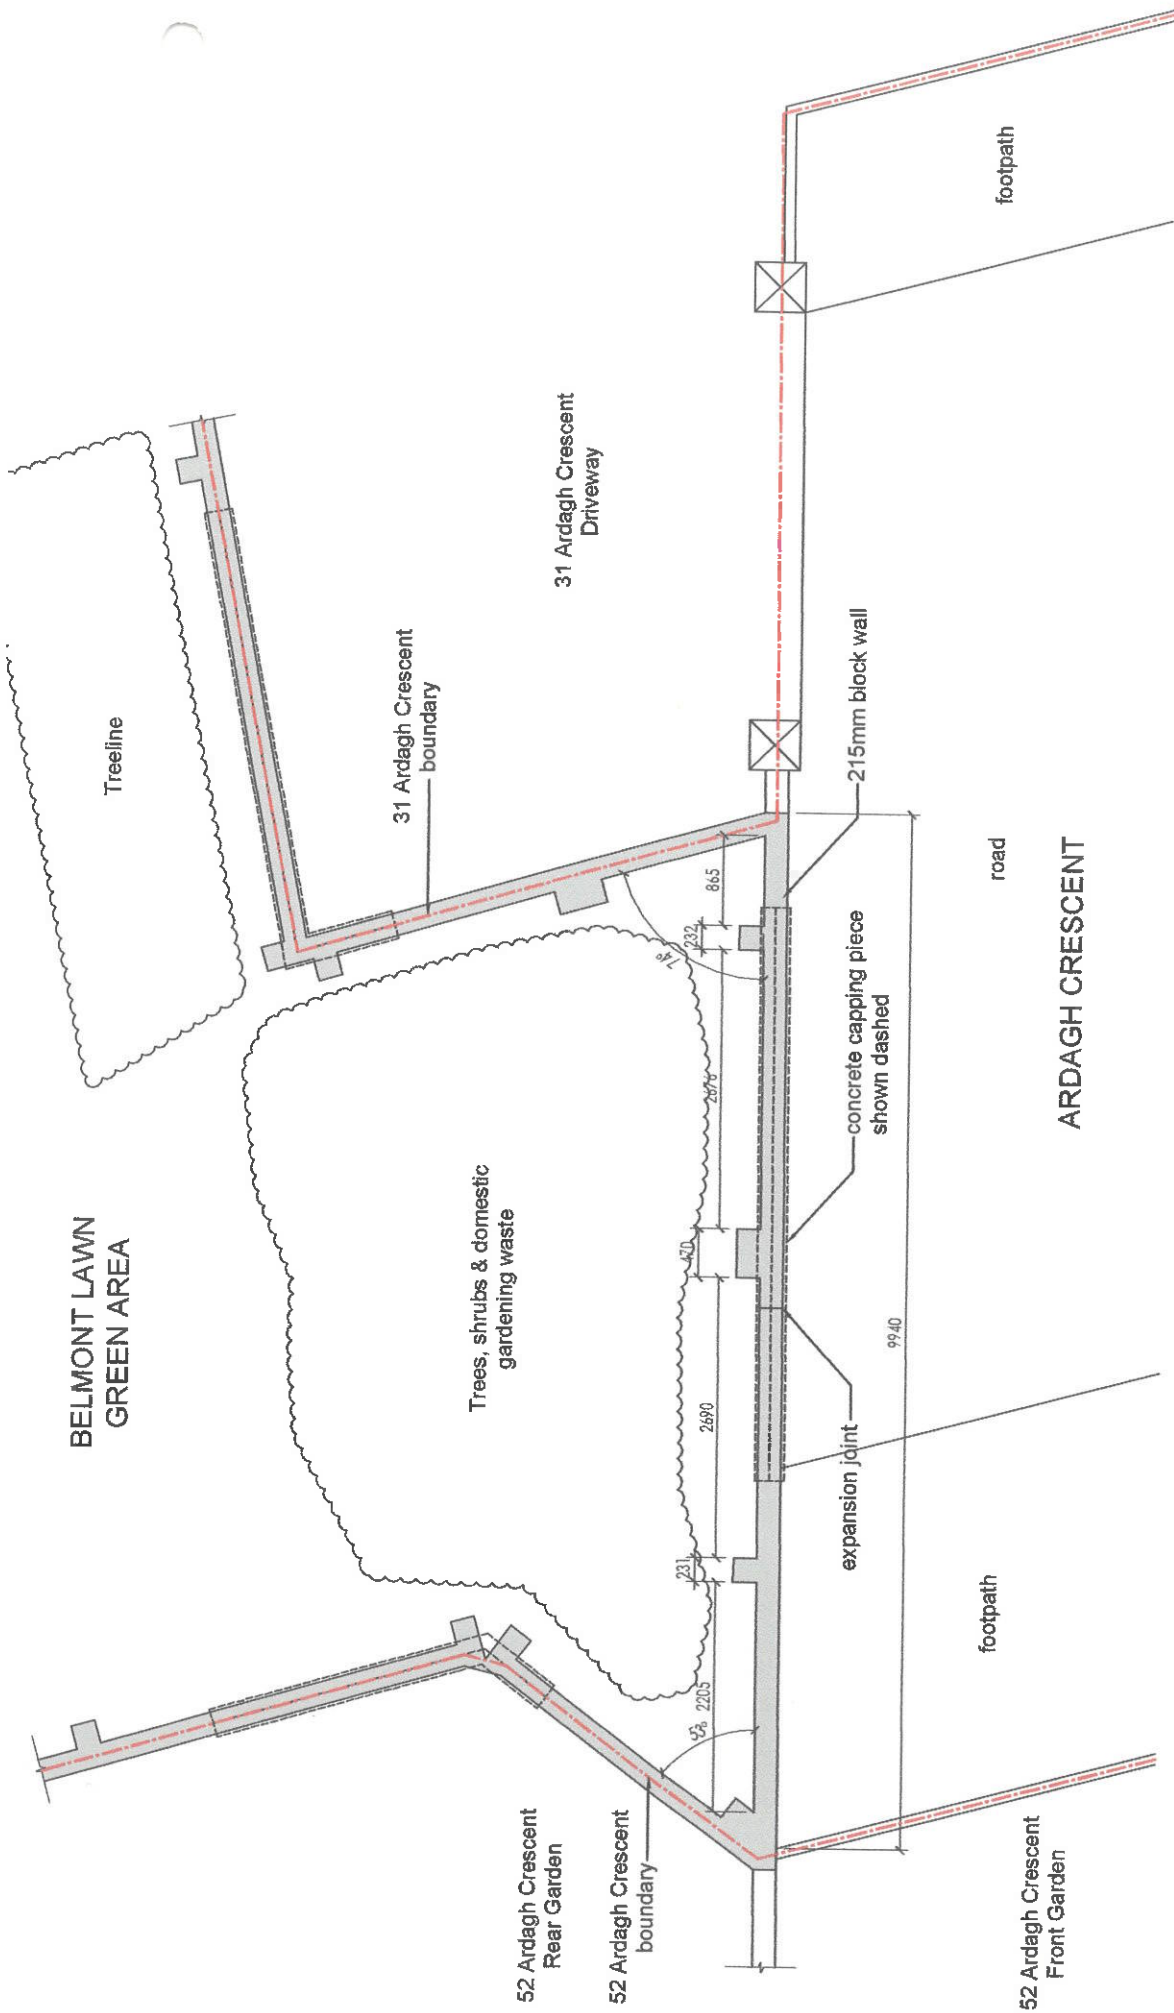 BELMONT LAWN
GREEN AREA
Treeline
52 Ardagh Crescent
Rear Garden
52 Ardagh Crescent
boundary
Trees, shrubs & domestic
gardening waste
31 Ardagh Crescent
boundary
31 Ardagh Crescent
Driveway
2205
231
2690
470
2676
232
865
74°
215mm block wall
concrete capping piece
shown dashed
expansion joint
9940
footpath
road
footpath
ARDAGH CRESCENT
52 Ardagh Crescent
Front Garden